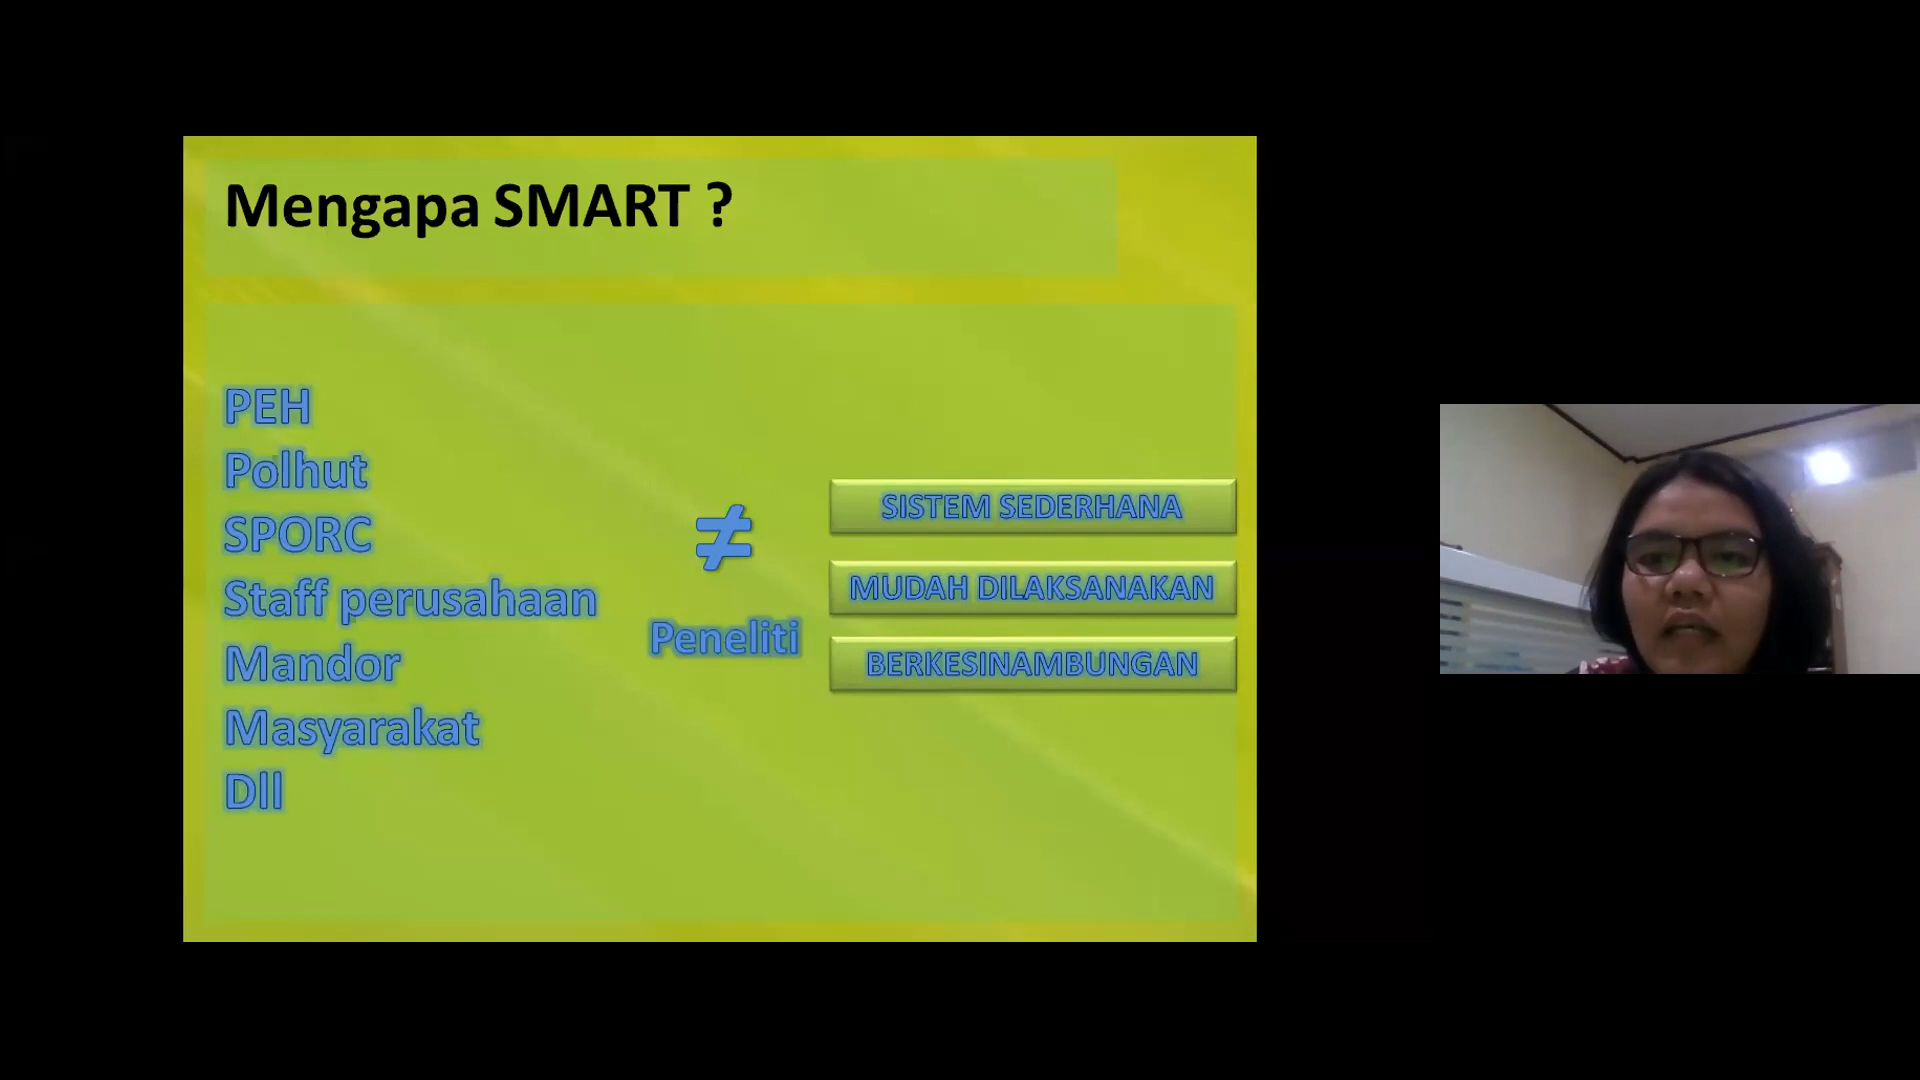 Mengapa SMART ?
PEH
Polhut
SPORC
Staff perusahaan
Mandor
Masyarakat
Dll
≠
Peneliti
SISTEM SEDERHANA
MUDAH DILAKSANAKAN
BERKESINAMBUNGAN